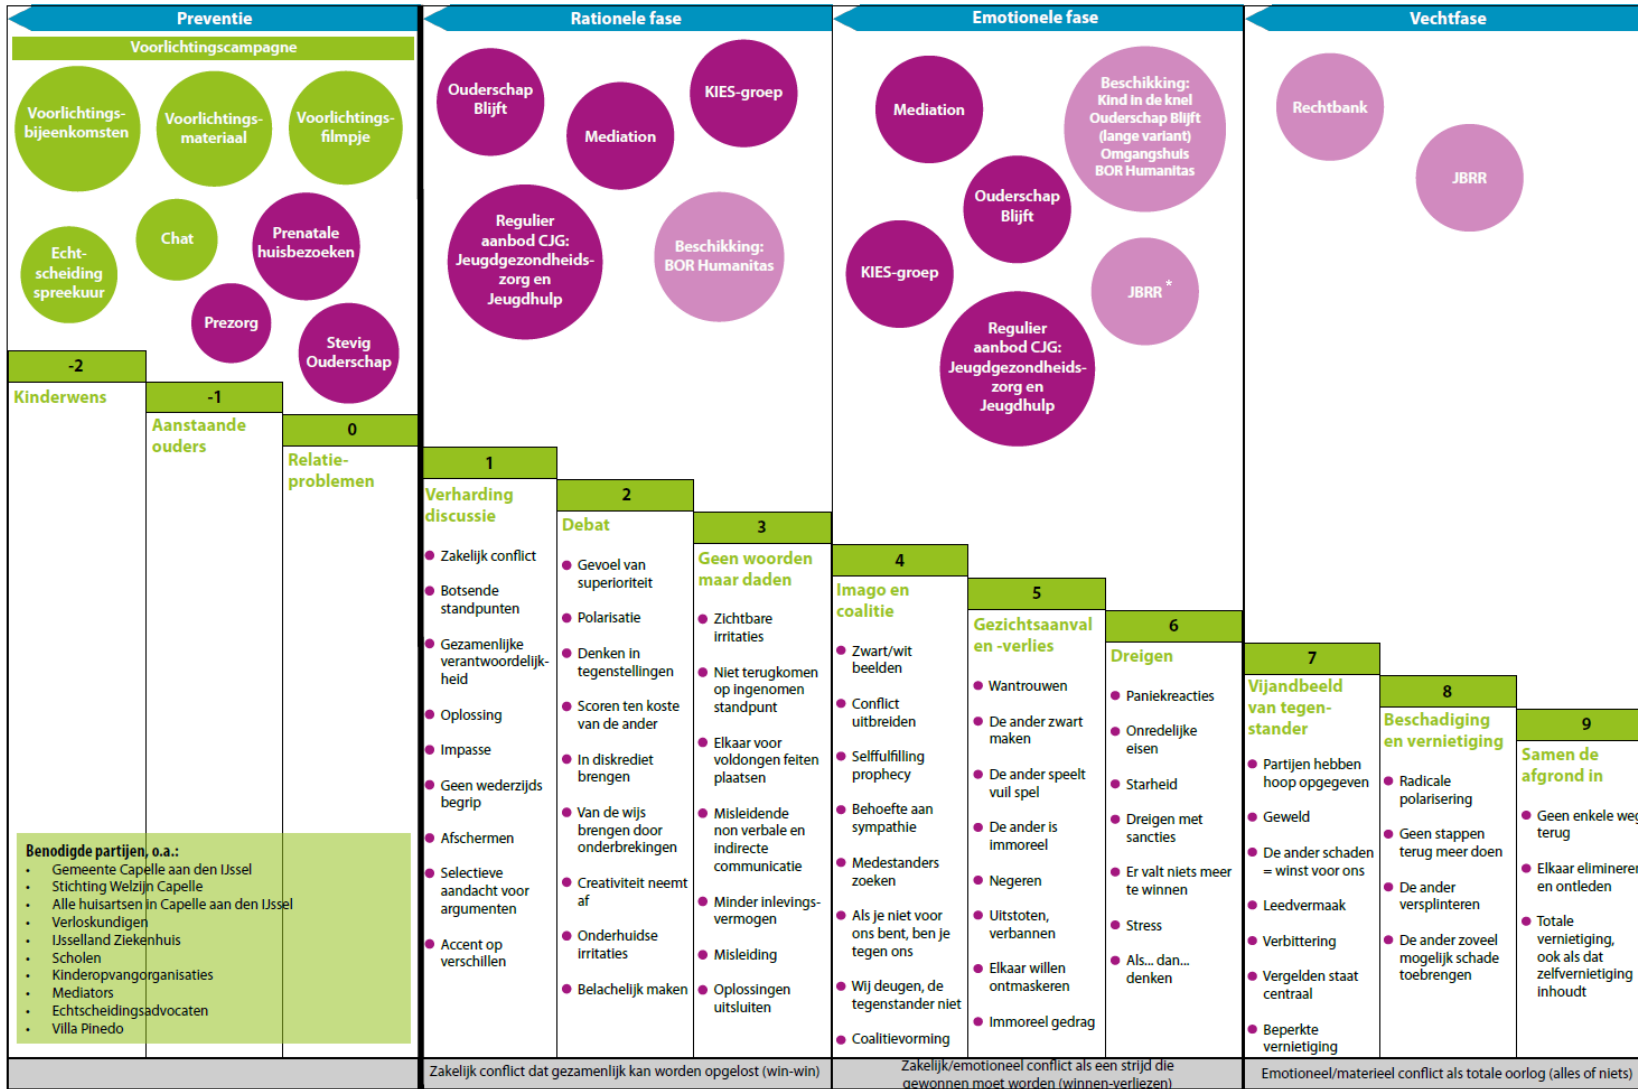 Preventie
Rationele fase
Emotionele fase
Vechtfase
Voorlichtingscampagne
Voorlichtings-
bijeenkomsten
Voorlichtings-
materiaal
Voorlichtings-
filmpje
Echt-
scheiding
spreekuur
Chat
Prenatale
huisbezoeken
Prezorg
Stevig
Ouderschap
Ouderschap
Blijft
Mediation
KIES-groep
Regulier
aanbod CJG:
Jeugdgezondheids-
zorg en
Jeugdhulp
Beschikking:
BOR Humanitas
Mediation
Beschikking:
Kind in de knel
Ouderschap Blijft
(lange variant)
Omgangshuis
BOR Humanitas
Ouderschap
Blijft
KIES-groep
JBRR *
Regulier
aanbod CJG:
Jeugdgezondheids-
zorg en
Jeugdhulp
Rechtbank
JBRR
-2
Kinderwens
-1
Aanstaande
ouders
0
Relatie-
problemen
Benodigde partijen, o.a.:
• Gemeente Capelle aan den IJssel
• Stichting Welzijn Capelle
• Alle huisartsen in Capelle aan den IJssel
• Verloskundigen
• IJsselland Ziekenhuis
• Scholen
• Kinderopvangorganisaties
• Mediators
• Echtscheidingsadvocaten
• Villa Pinedo
1
Verharding
discussie
• Zakelijk conflict
• Botsende
standpunten
• Gezamenlijke
verantwoordelijk-
heid
• Oplossing
• Impasse
• Geen wederzijds
begrip
• Afschermen
• Selectieve
aandacht voor
argumenten
• Accent op
verschillen
2
Debat
• Gevoel van
superioriteit
• Polarisatie
• Denken in
tegenstellingen
• Scoren ten koste
van de ander
• In diskrediet
brengen
• Van de wijs
brengen door
onderbrekingen
• Creativiteit neemt
af
• Onderhuidse
irritaties
• Belachelijk maken
3
Geen woorden
maar daden
• Zichtbare
irritaties
• Niet terugkomen
op ingenomen
standpunt
• Elkaar voor
voldongen feiten
plaatsen
• Misleidende
non verbale en
indirecte
communicatie
• Minder inlevings-
vermogen
• Misleiding
• Oplossingen
uitsluiten
4
Imago en
coalitie
• Zwart/wit
beelden
• Conflict
uitbreiden
• Selffulfilling
prophecy
• Behoefte aan
sympathie
• Medestanders
zoeken
• Als je niet voor
ons bent, ben je
tegen ons
• Wij deugen, de
tegenstander niet
• Coalitievorming
5
Gezichtsaanval
en -verlies
• Wantrouwen
• De ander zwart
maken
• De ander speelt
vuil spel
• De ander is
immoreel
• Negeren
• Uitstoten,
verbannen
• Elkaar willen
ontmaskeren
• Immoreel gedrag
6
Dreigen
• Paniekreacties
• Onredelijke
eisen
• Starheid
• Dreigen met
sancties
• Er valt niets meer
te winnen
• Stress
• Als... dan...
denken
7
Vijandbeeld
van tegen-
stander
• Partijen hebben
hoop opgegeven
• Geweld
• De ander schaden
= winst voor ons
• Leedvermaak
• Verbittering
• Vergelden staat
centraal
• Beperkte
vernietiging
8
Beschadiging
en vernietiging
• Radicale
polarisering
• Geen stappen
terug meer doen
• De ander
versplinteren
• De ander zoveel
mogelijk schade
toebrengen
9
Samen de
afgrond in
• Geen enkele weg
terug
• Elkaar elimineren
en ontleden
• Totale
vernietiging,
ook als dat
zelfvernietiging
inhoudt
Zakelijk conflict dat gezamenlijk kan worden opgelost (win-win)
Zakelijk/emotioneel conflict als een strijd die
gewonnen moet worden (winnen-verliezen)
Emotioneel/materieel conflict als totale oorlog (alles of niets)